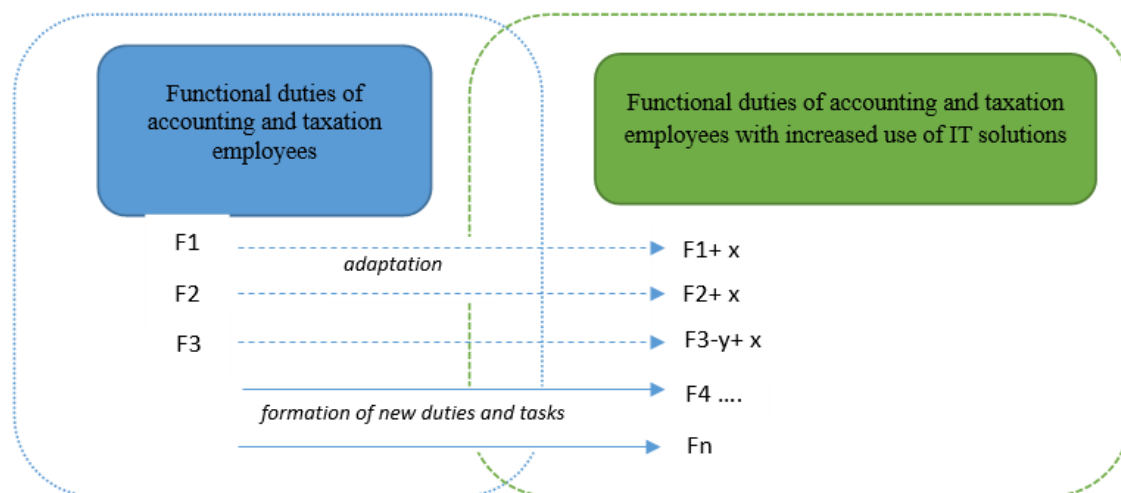 Functional duties of
accounting and taxation
employees
Functional duties of accounting and taxation
employees with increased use of IT solutions
F1
F1+ x
adaptation
F2
F2+ x
F3
F3-y+ x
F4 ....
formation of new duties and tasks
Fn